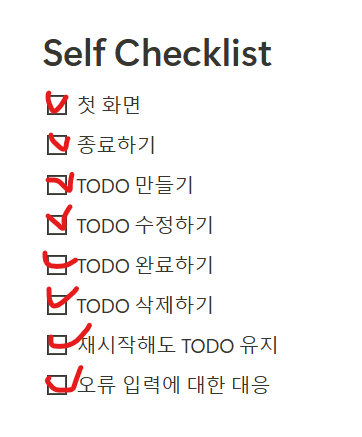 Self Checklist
첫 화면
종료하기
TODO 만들기
TODO 수정하기
TODO 완료하기
TODO 삭제하기
재시작해도 TODO 유지
오류 입력에 대한 대응